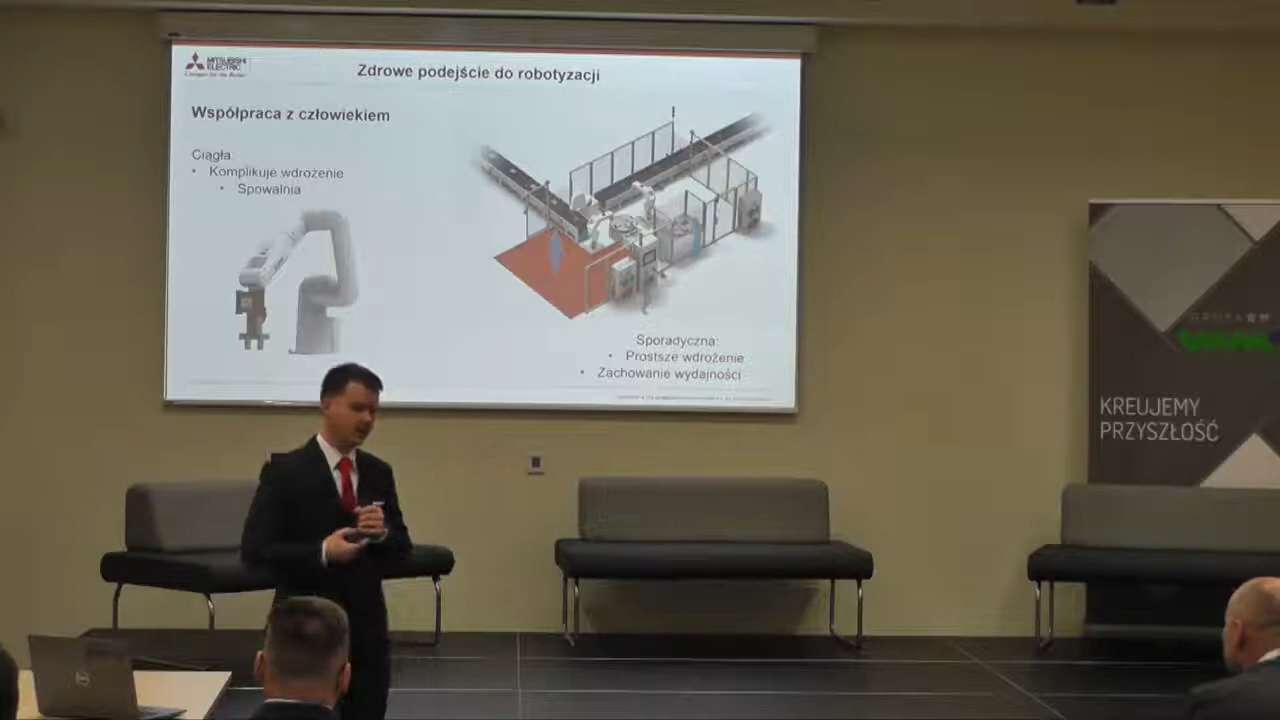 MITSUBISHI
ELECTRIC
Changes for the Better
Zdrowe podejście do robotyzacji
Współpraca z człowiekiem
Ciągła:
• Komplikuje wdrożenie
• Spowalnia
Sporadyczna:
• Prostsze wdrożenie
• Zachowanie wydajności
KREUJEMY
PRZYSZŁOŚĆ
DELL